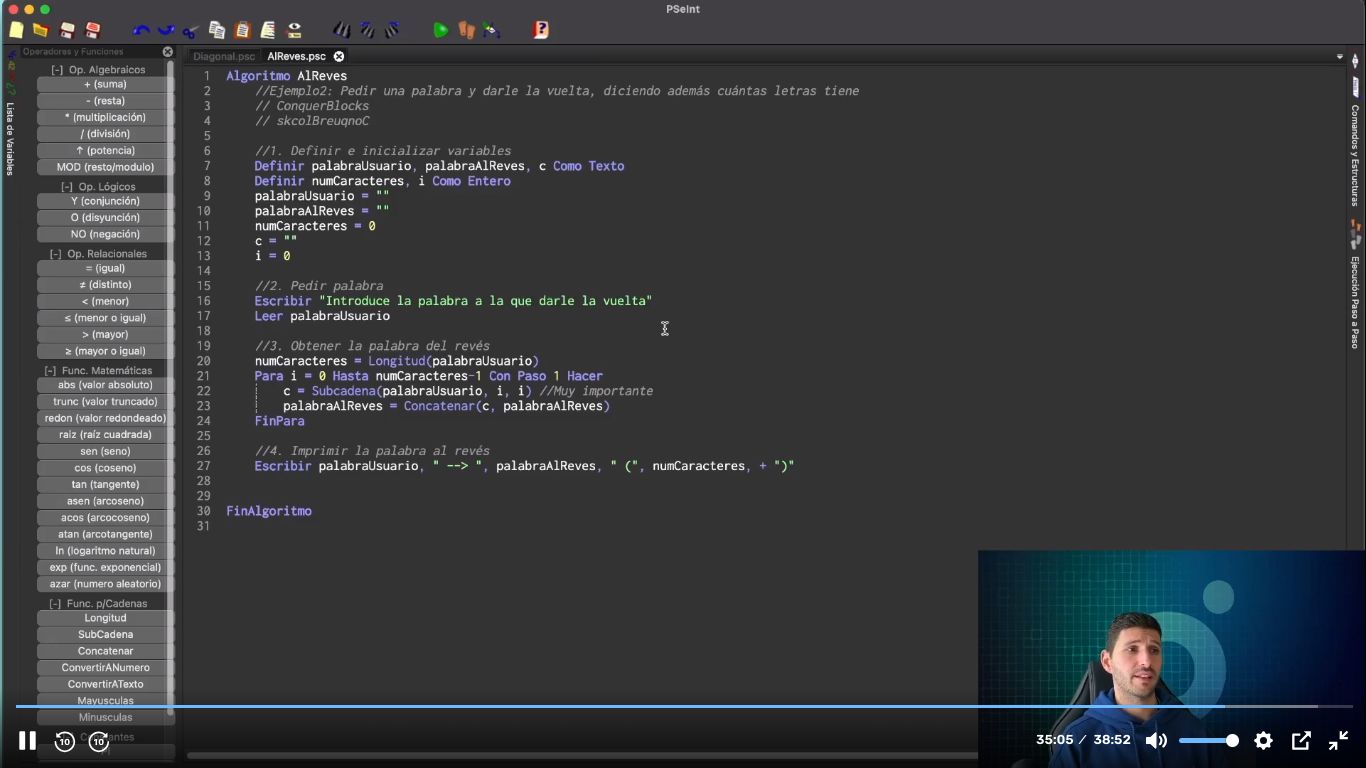 PSeInt
Operadores y Funciones
Lista de Variables
[-] Op. Algebraicos
+ (suma)
- (resta)
* (multiplicación)
/ (división)
↑ (potencia)
MOD (resto/modulo)
[-] Op. Lógicos
Y (conjunción)
O (disyunción)
NO (negación)
[-] Op. Relacionales
= (igual)
≠ (distinto)
< (menor)
≤ (menor o igual)
> (mayor)
≥ (mayor o igual)
[-] Func. Matemáticas
abs (valor absoluto)
trunc (valor truncado)
redon (valor redondeado)
raiz (raíz cuadrada)
sen (seno)
cos (coseno)
tan (tangente)
asen (arcoseno)
acos (arcocoseno)
atan (arcotangente)
ln (logaritmo natural)
exp (func. exponencial)
azar (numero aleatorio)
[-] Func. p/Cadenas
Longitud
SubCadena
Concatenar
ConvertirANumero
ConvertirATexto
Mayusculas
Minusculas
Diagonal.psc AlReves.psc
1 Algoritmo AlReves
2 //Ejemplo2: Pedir una palabra y darle la vuelta, diciendo además cuántas letras tiene
3 // ConquerBlocks
4 // skcolBreuqnoC
5
6 //1. Definir e inicializar variables
7 Definir palabraUsuario, palabraAlReves, c Como Texto
8 Definir numCaracteres, i Como Entero
9 palabraUsuario = ""
10 palabraAlReves = ""
11 numCaracteres = 0
12 c = ""
13 i = 0
14
15 //2. Pedir palabra
16 Escribir "Introduce la palabra a la que darle la vuelta"
17 Leer palabraUsuario
18
19 //3. Obtener la palabra del revés
20 numCaracteres = Longitud(palabraUsuario)
21 Para i = 0 Hasta numCaracteres-1 Con Paso 1 Hacer
22 c = Subcadena(palabraUsuario, i, i) //Muy importante
23 palabraAlReves = Concatenar(c, palabraAlReves)
24 FinPara
25
26 //4. Imprimir la palabra al revés
27 Escribir palabraUsuario, " --> ", palabraAlReves, " (", numCaracteres, + ")"
28
29
30 FinAlgoritmo
31
Comandos y Estructuras
Ejecución Paso a Paso
10 10
35:05 / 38:52